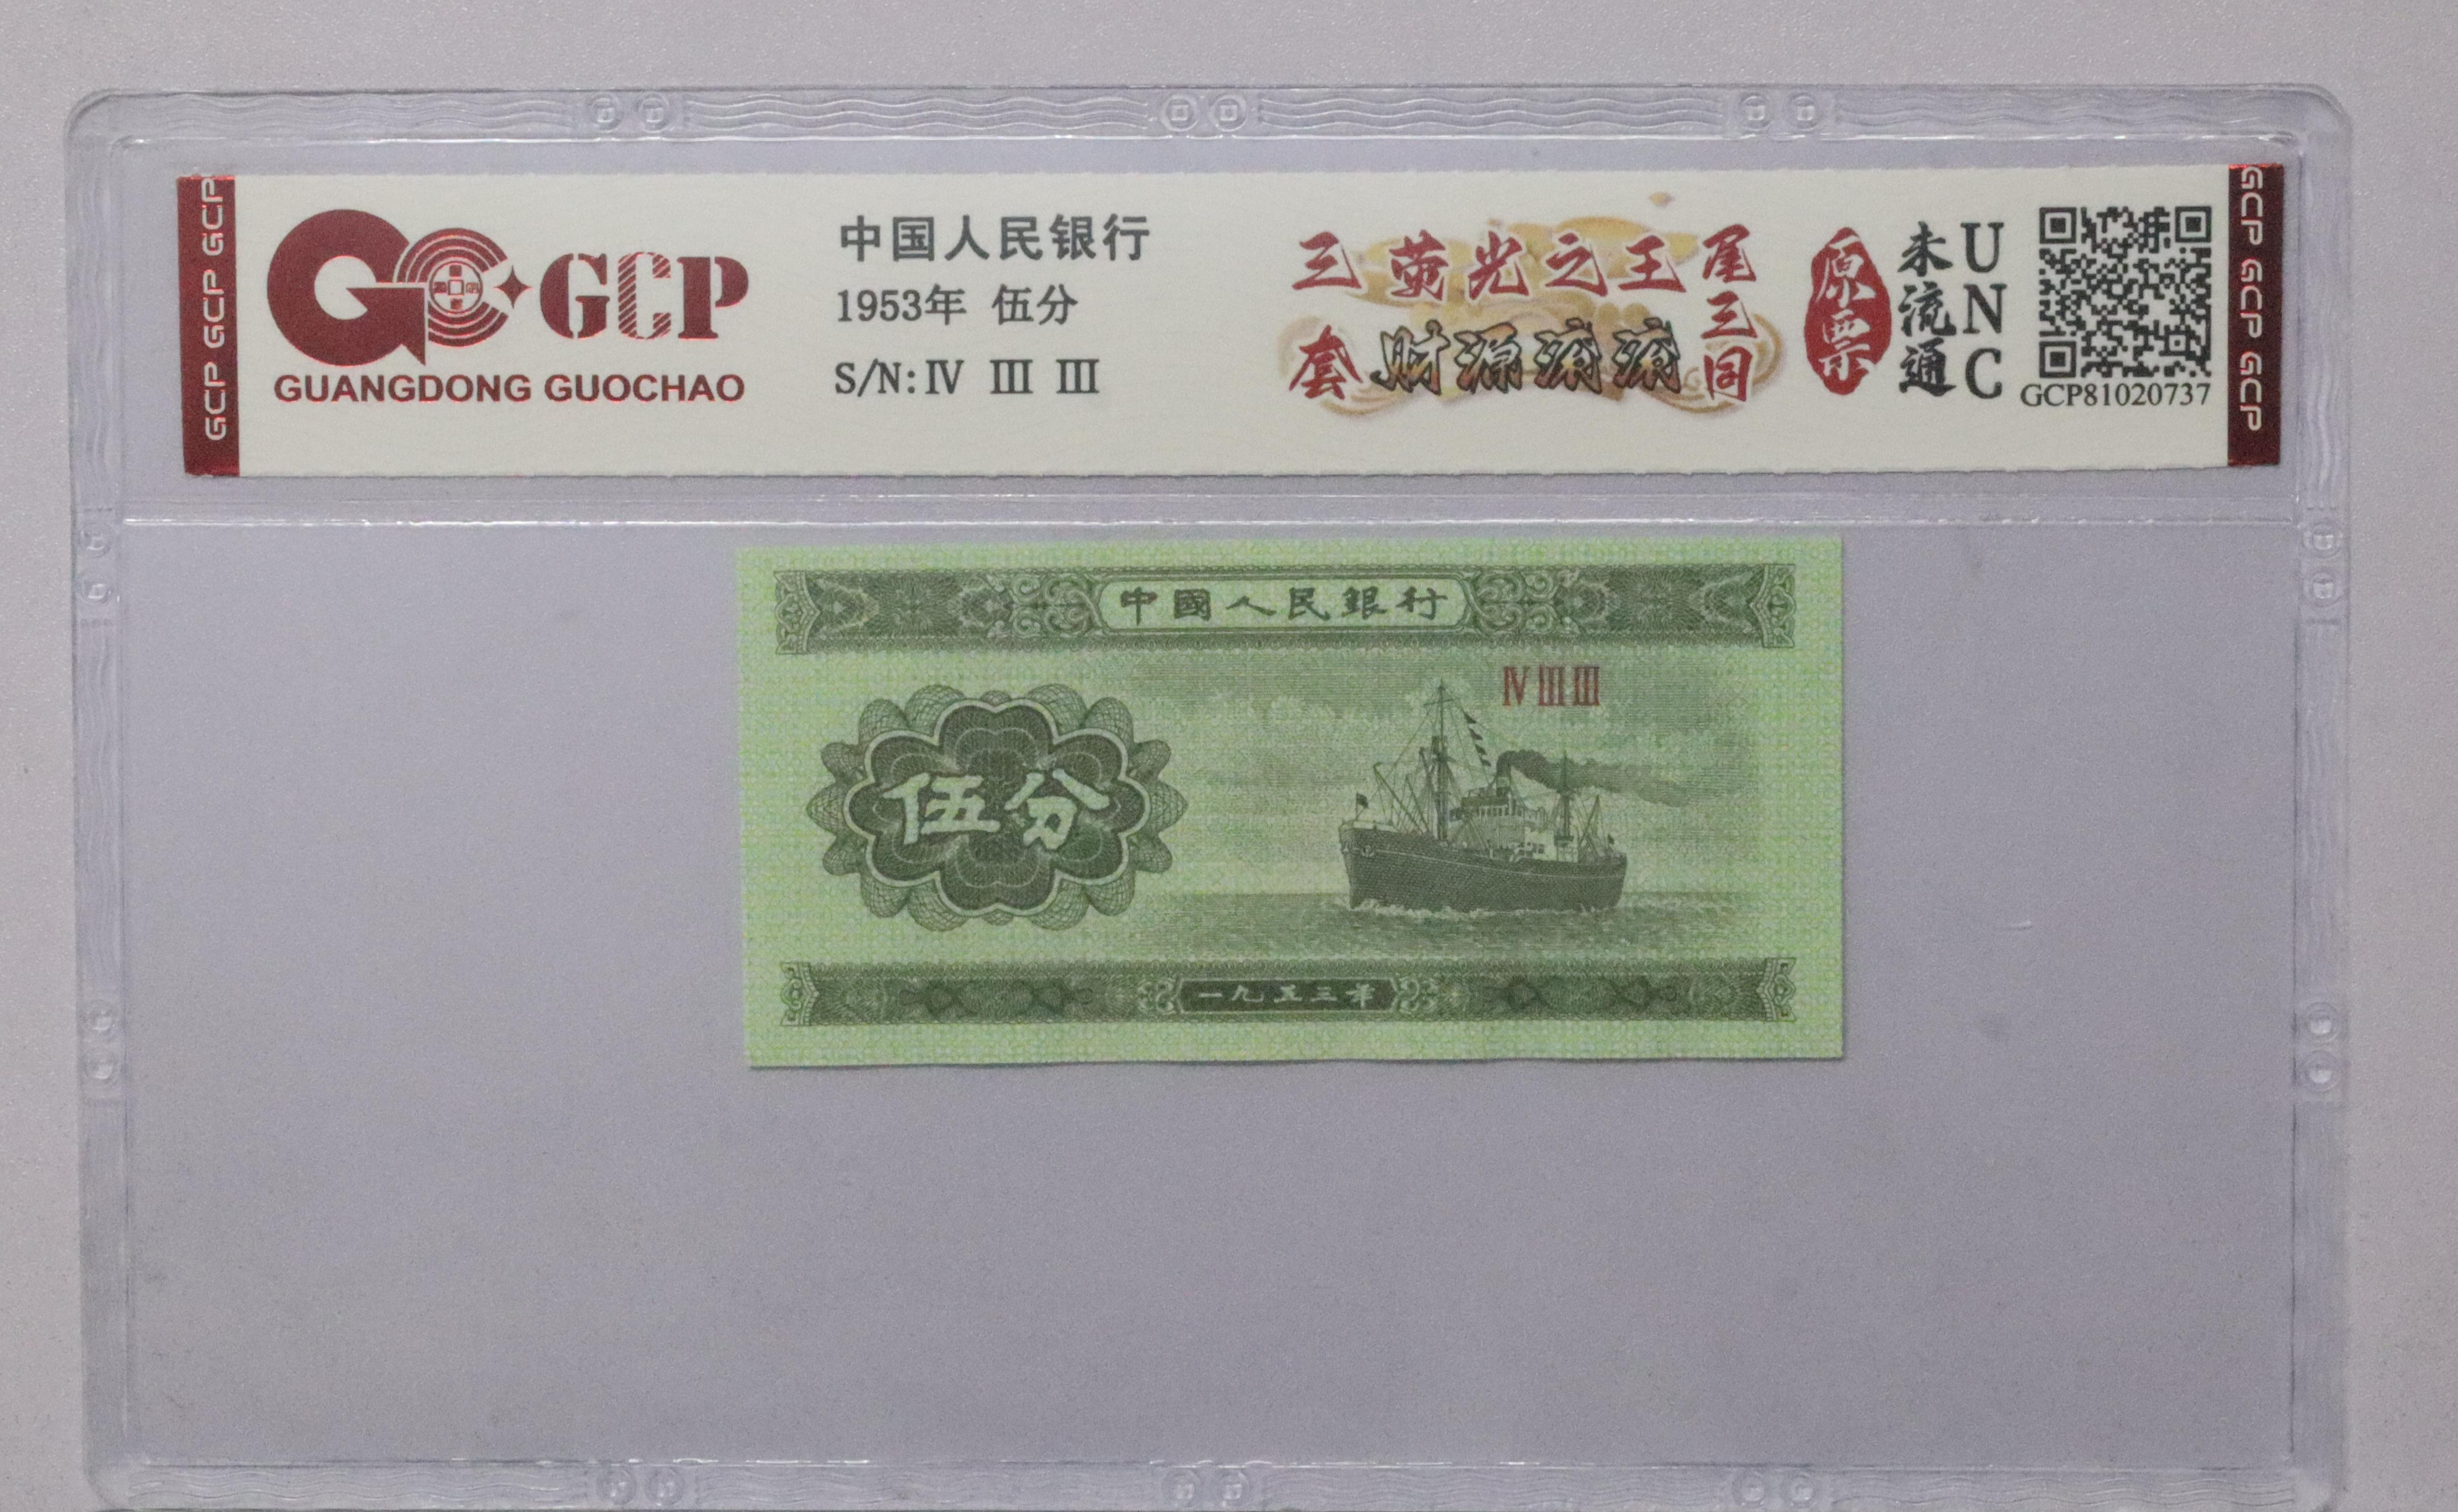 GCP GCP GCP
GCP
GUANGDONG GUOCHAO
中国人民银行
1953年 伍分
S/N:Ⅳ Ⅲ Ⅲ
三套
荧光之王
财源滚滚
尾三同
原票
未流通
UNC
GCP81020737
GCP GCP GCP
中國人民銀行
Ⅳ Ⅲ Ⅲ
伍分
一九五三年